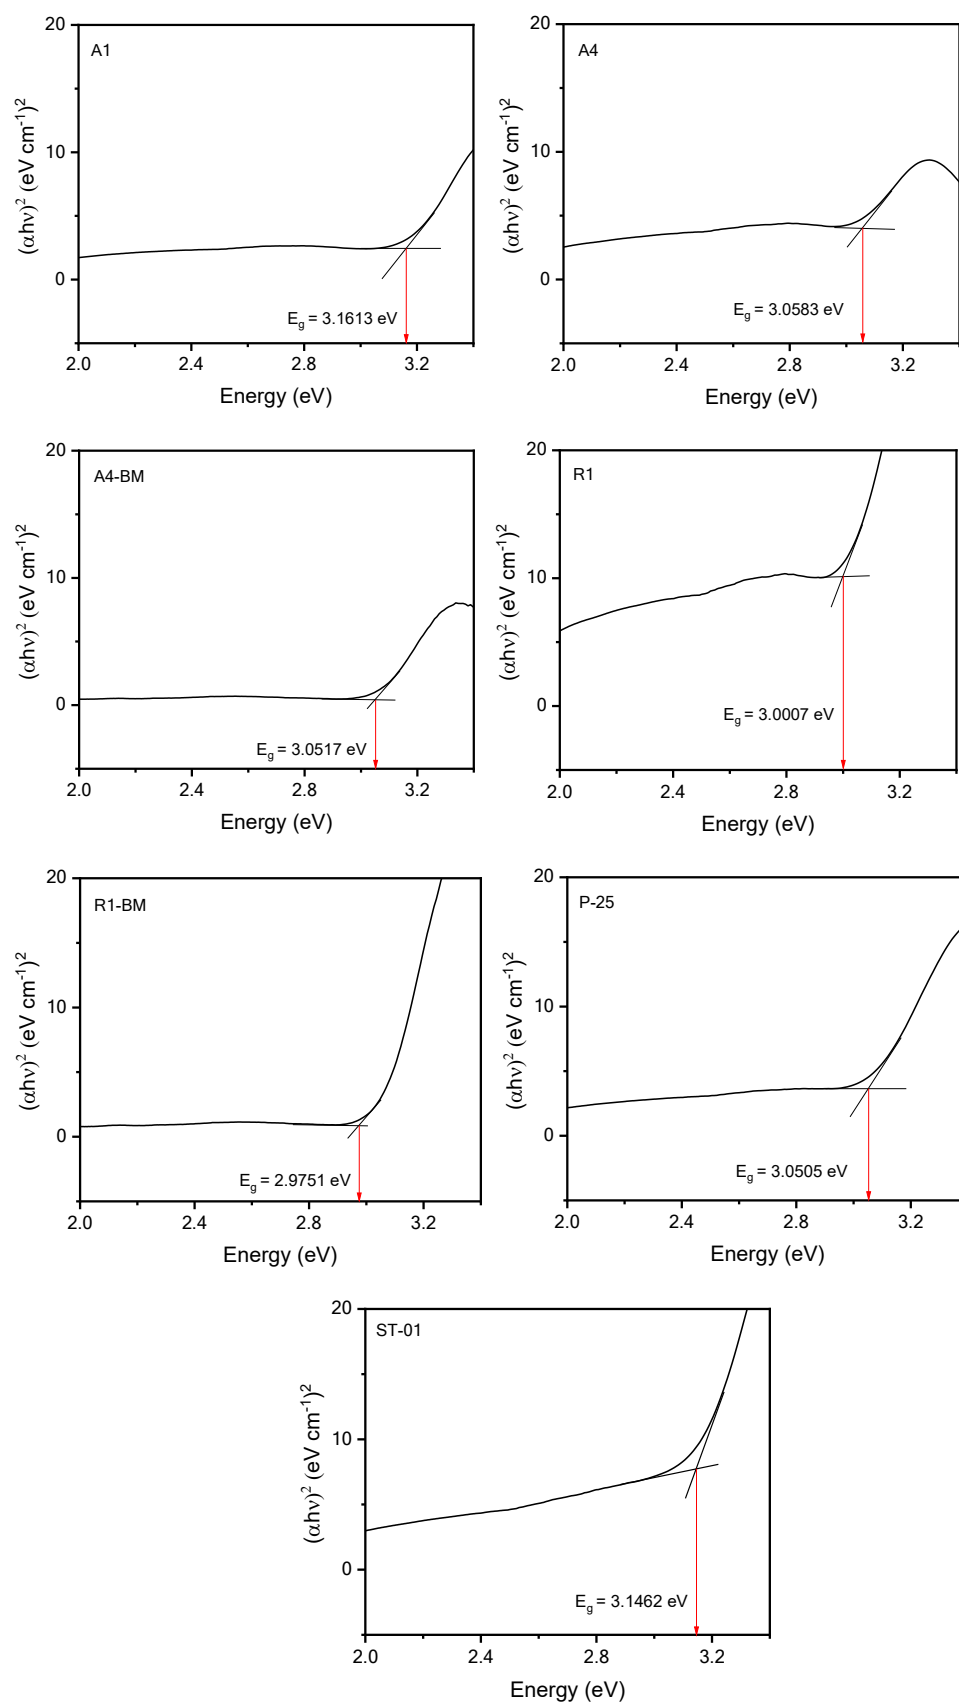 20
A1
10
0
(αhν)² (eV cm⁻¹)²
E_g = 3.1613 eV
2.0 2.4 2.8 3.2
Energy (eV)
20
A4
10
0
(αhν)² (eV cm⁻¹)²
E_g = 3.0583 eV
2.0 2.4 2.8 3.2
Energy (eV)
20
A4-BM
10
0
(αhν)² (eV cm⁻¹)²
E_g = 3.0517 eV
2.0 2.4 2.8 3.2
Energy (eV)
20
R1
10
0
(αhν)² (eV cm⁻¹)²
E_g = 3.0007 eV
2.0 2.4 2.8 3.2
Energy (eV)
20
R1-BM
10
0
(αhν)² (eV cm⁻¹)²
E_g = 2.9751 eV
2.0 2.4 2.8 3.2
Energy (eV)
20
P-25
10
0
(αhν)² (eV cm⁻¹)²
E_g = 3.0505 eV
2.0 2.4 2.8 3.2
Energy (eV)
20
ST-01
10
0
(αhν)² (eV cm⁻¹)²
E_g = 3.1462 eV
2.0 2.4 2.8 3.2
Energy (eV)